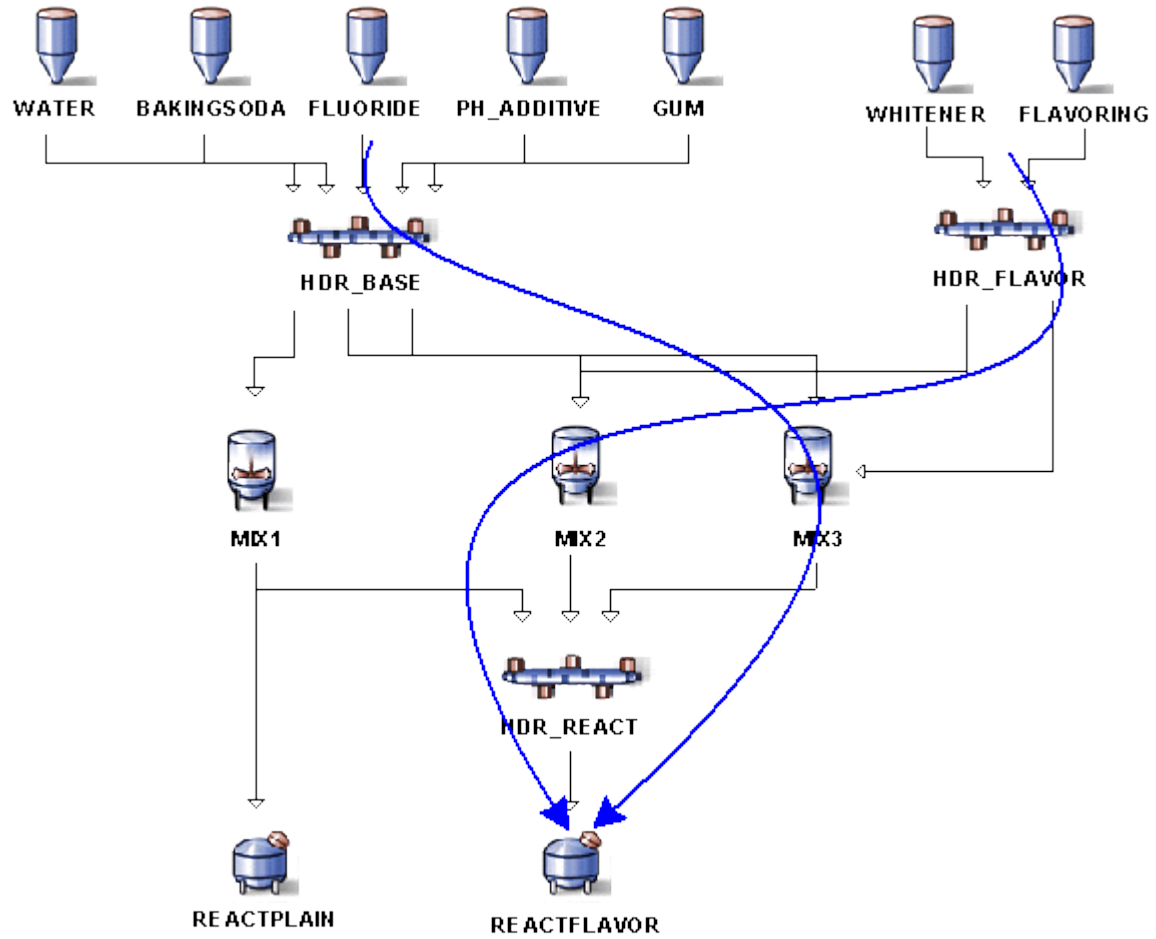 WATER
BAKINGSODA
FLUORIDE
PH_ADDITIVE
GUM
WHITENER
FLAVORING
HDR_BASE
HDR_FLAVOR
MIX1
MIX2
MIX3
HDR_REACT
REACTPLAIN
REACTFLAVOR